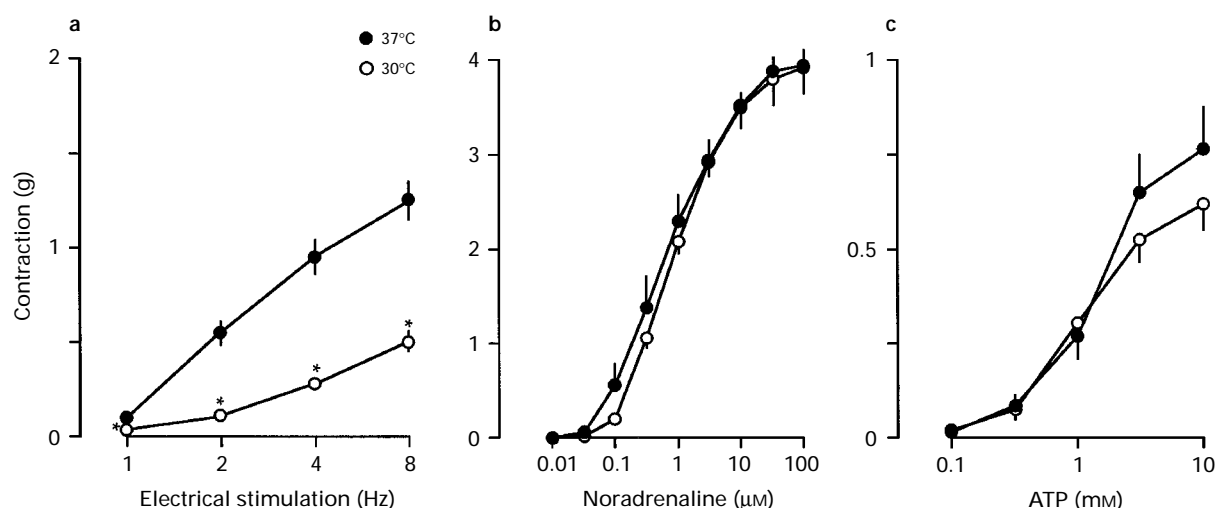 a
37°C
30°C
2
1
0
Contraction (g)
*
*
*
*
1 2 4 8
Electrical stimulation (Hz)
b
4
3
2
1
0
0.01 0.1 1 10 100
Noradrenaline (µM)
c
1
0.5
0
0.1 1 10
ATP (mM)